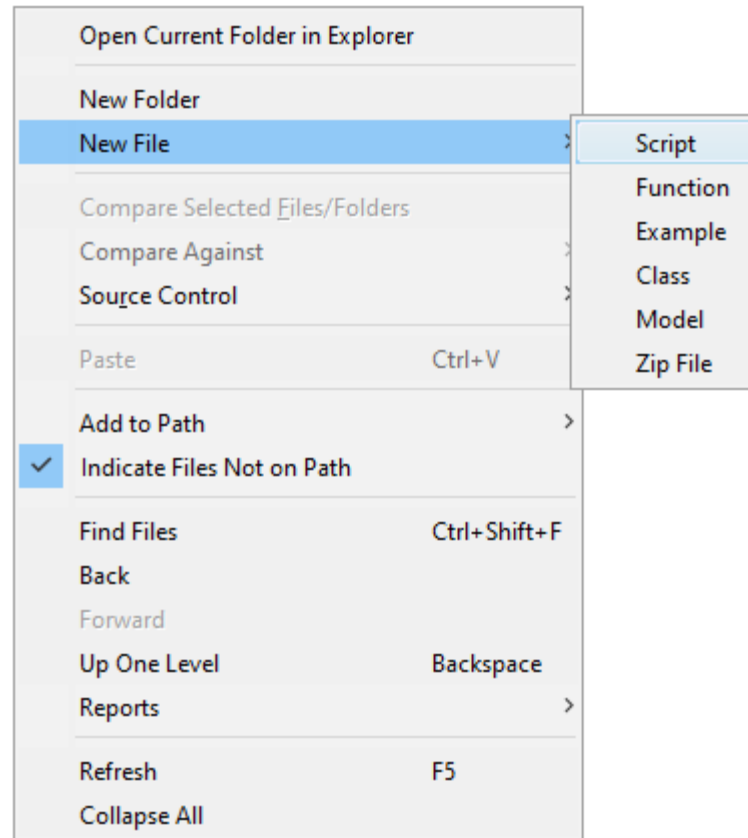 Open Current Folder in Explorer
New Folder
New File
Script
Function
Example
Class
Model
Zip File
Compare Selected Files/Folders
Compare Against
Source Control
Paste Ctrl+V
Add to Path
Indicate Files Not on Path
Find Files Ctrl+Shift+F
Back
Forward
Up One Level Backspace
Reports
Refresh F5
Collapse All